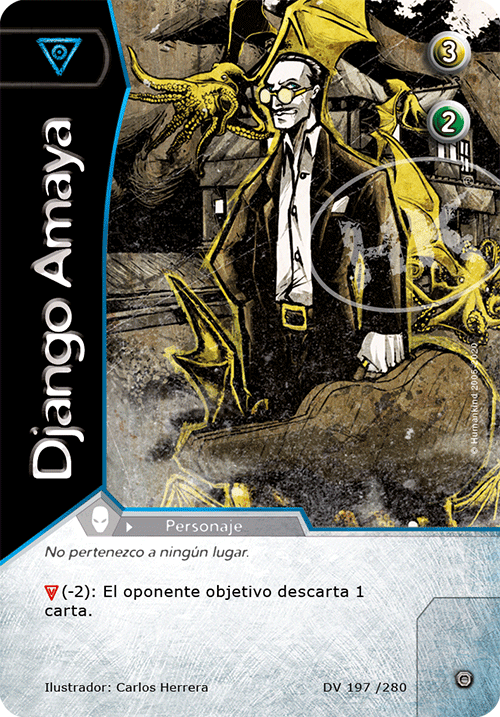 3
2
Django Amaya
© Humankind 2005-2020
Personaje
No pertenezco a ningún lugar.
(-2): El oponente objetivo descarta 1
carta.
Ilustrador: Carlos Herrera DV 197 /280